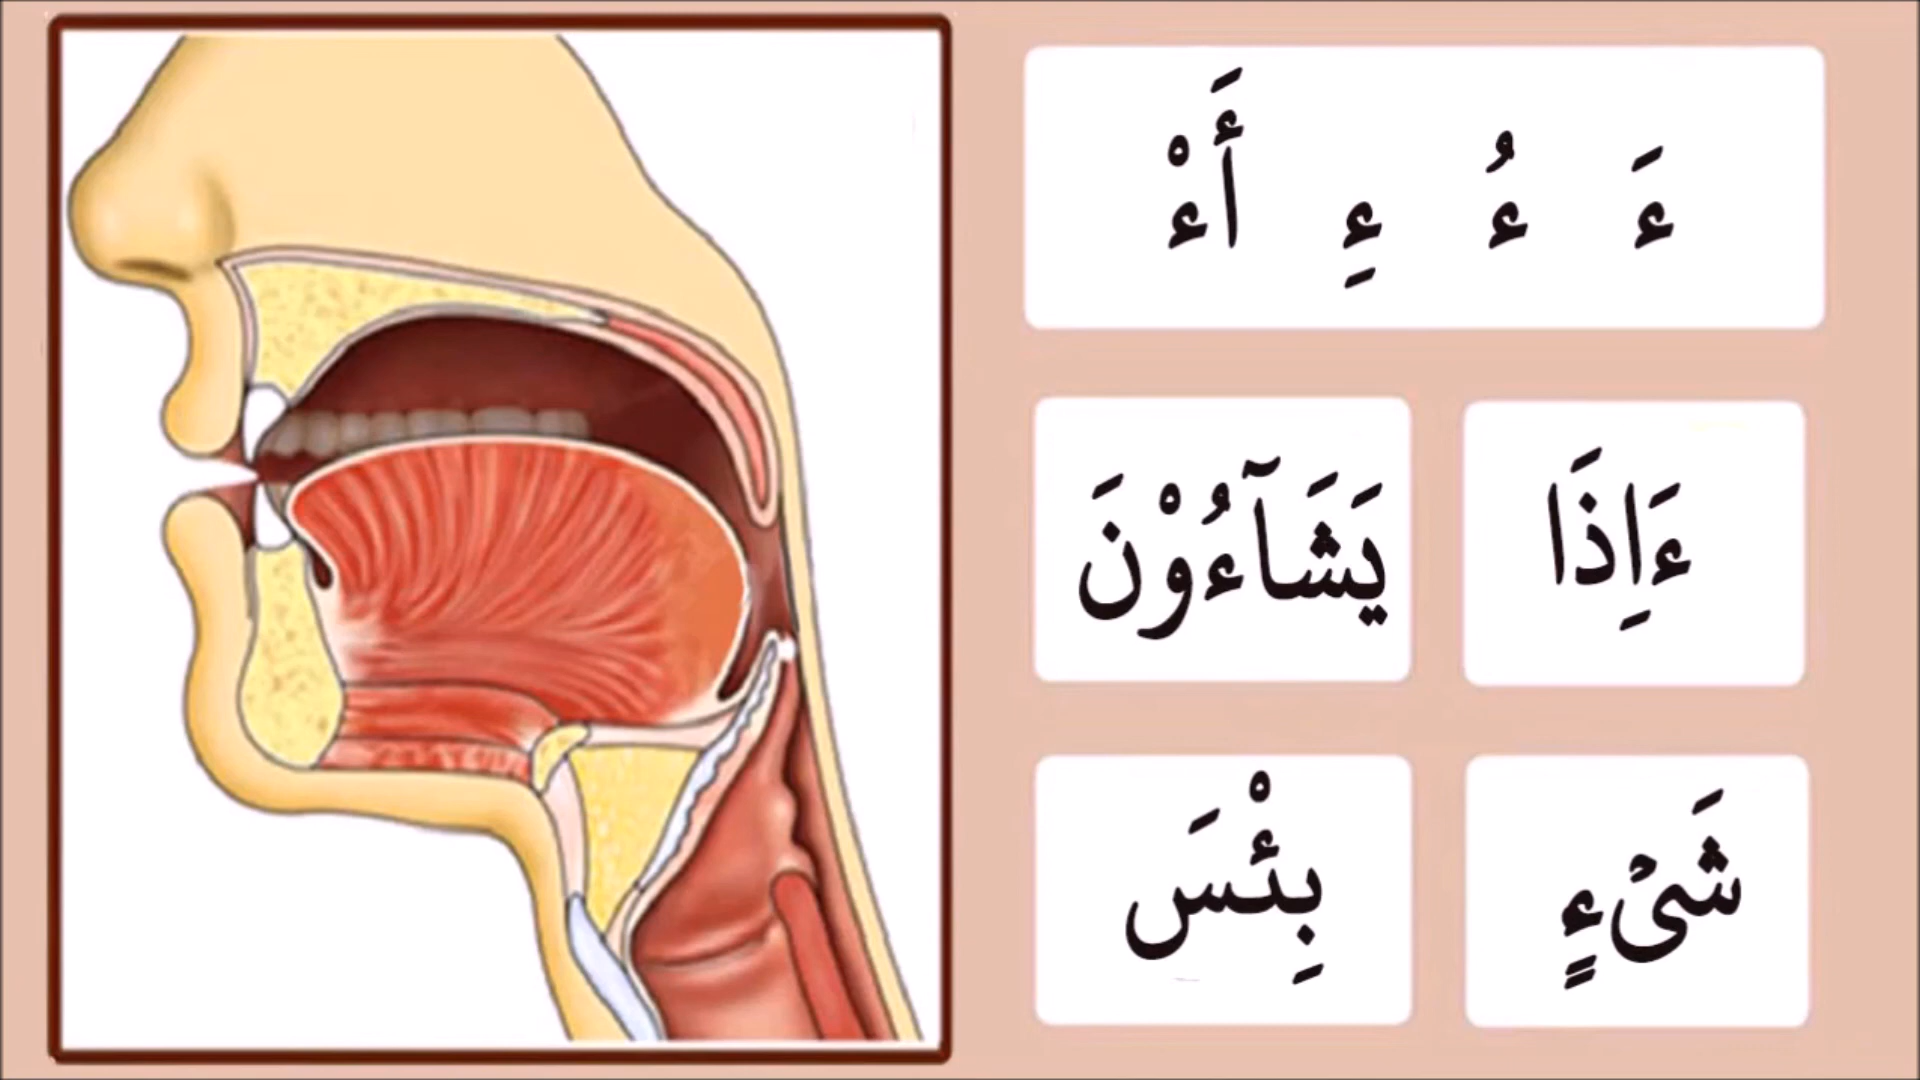 ءَ ءُ ءِ أَءْ
ءَاِذَا
يَشَآءُوْنَ
شَیْءٍ
بِئْسَ